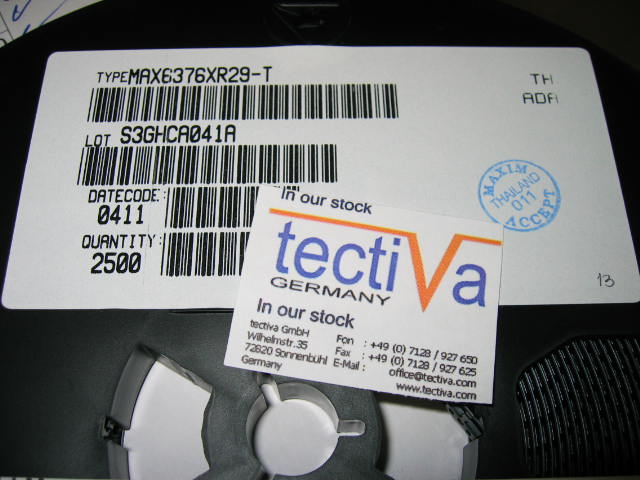 TYPE MAX6376XR29-T
TH
ADA
LOT S3GHCA041A
DATECODE:
0411
QUANTITY:
2500
MAXIM
THAILAND
011
ACCEPT
13
In our stock
tectiVa
GERMANY
In our stock
tectiva GmbH
Wilhelmstr.35
72820 Sonnenbühl
Germany
Fon : +49 (0) 7128 / 927 650
Fax : +49 (0) 7128 / 927 625
E-Mail : office@tectiva.com
www.tectiva.com